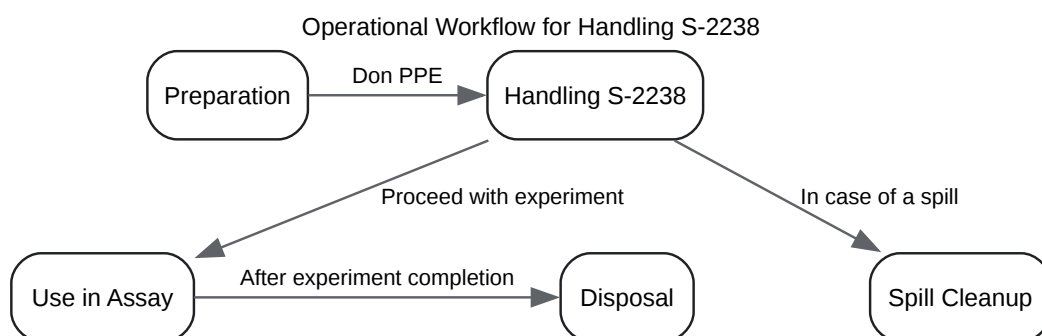 Operational Workflow for Handling S-2238
Don PPE
Preparation
Handling S-2238
Proceed with experiment
In case of a spill
After experiment completion
Use in Assay
Disposal
Spill Cleanup